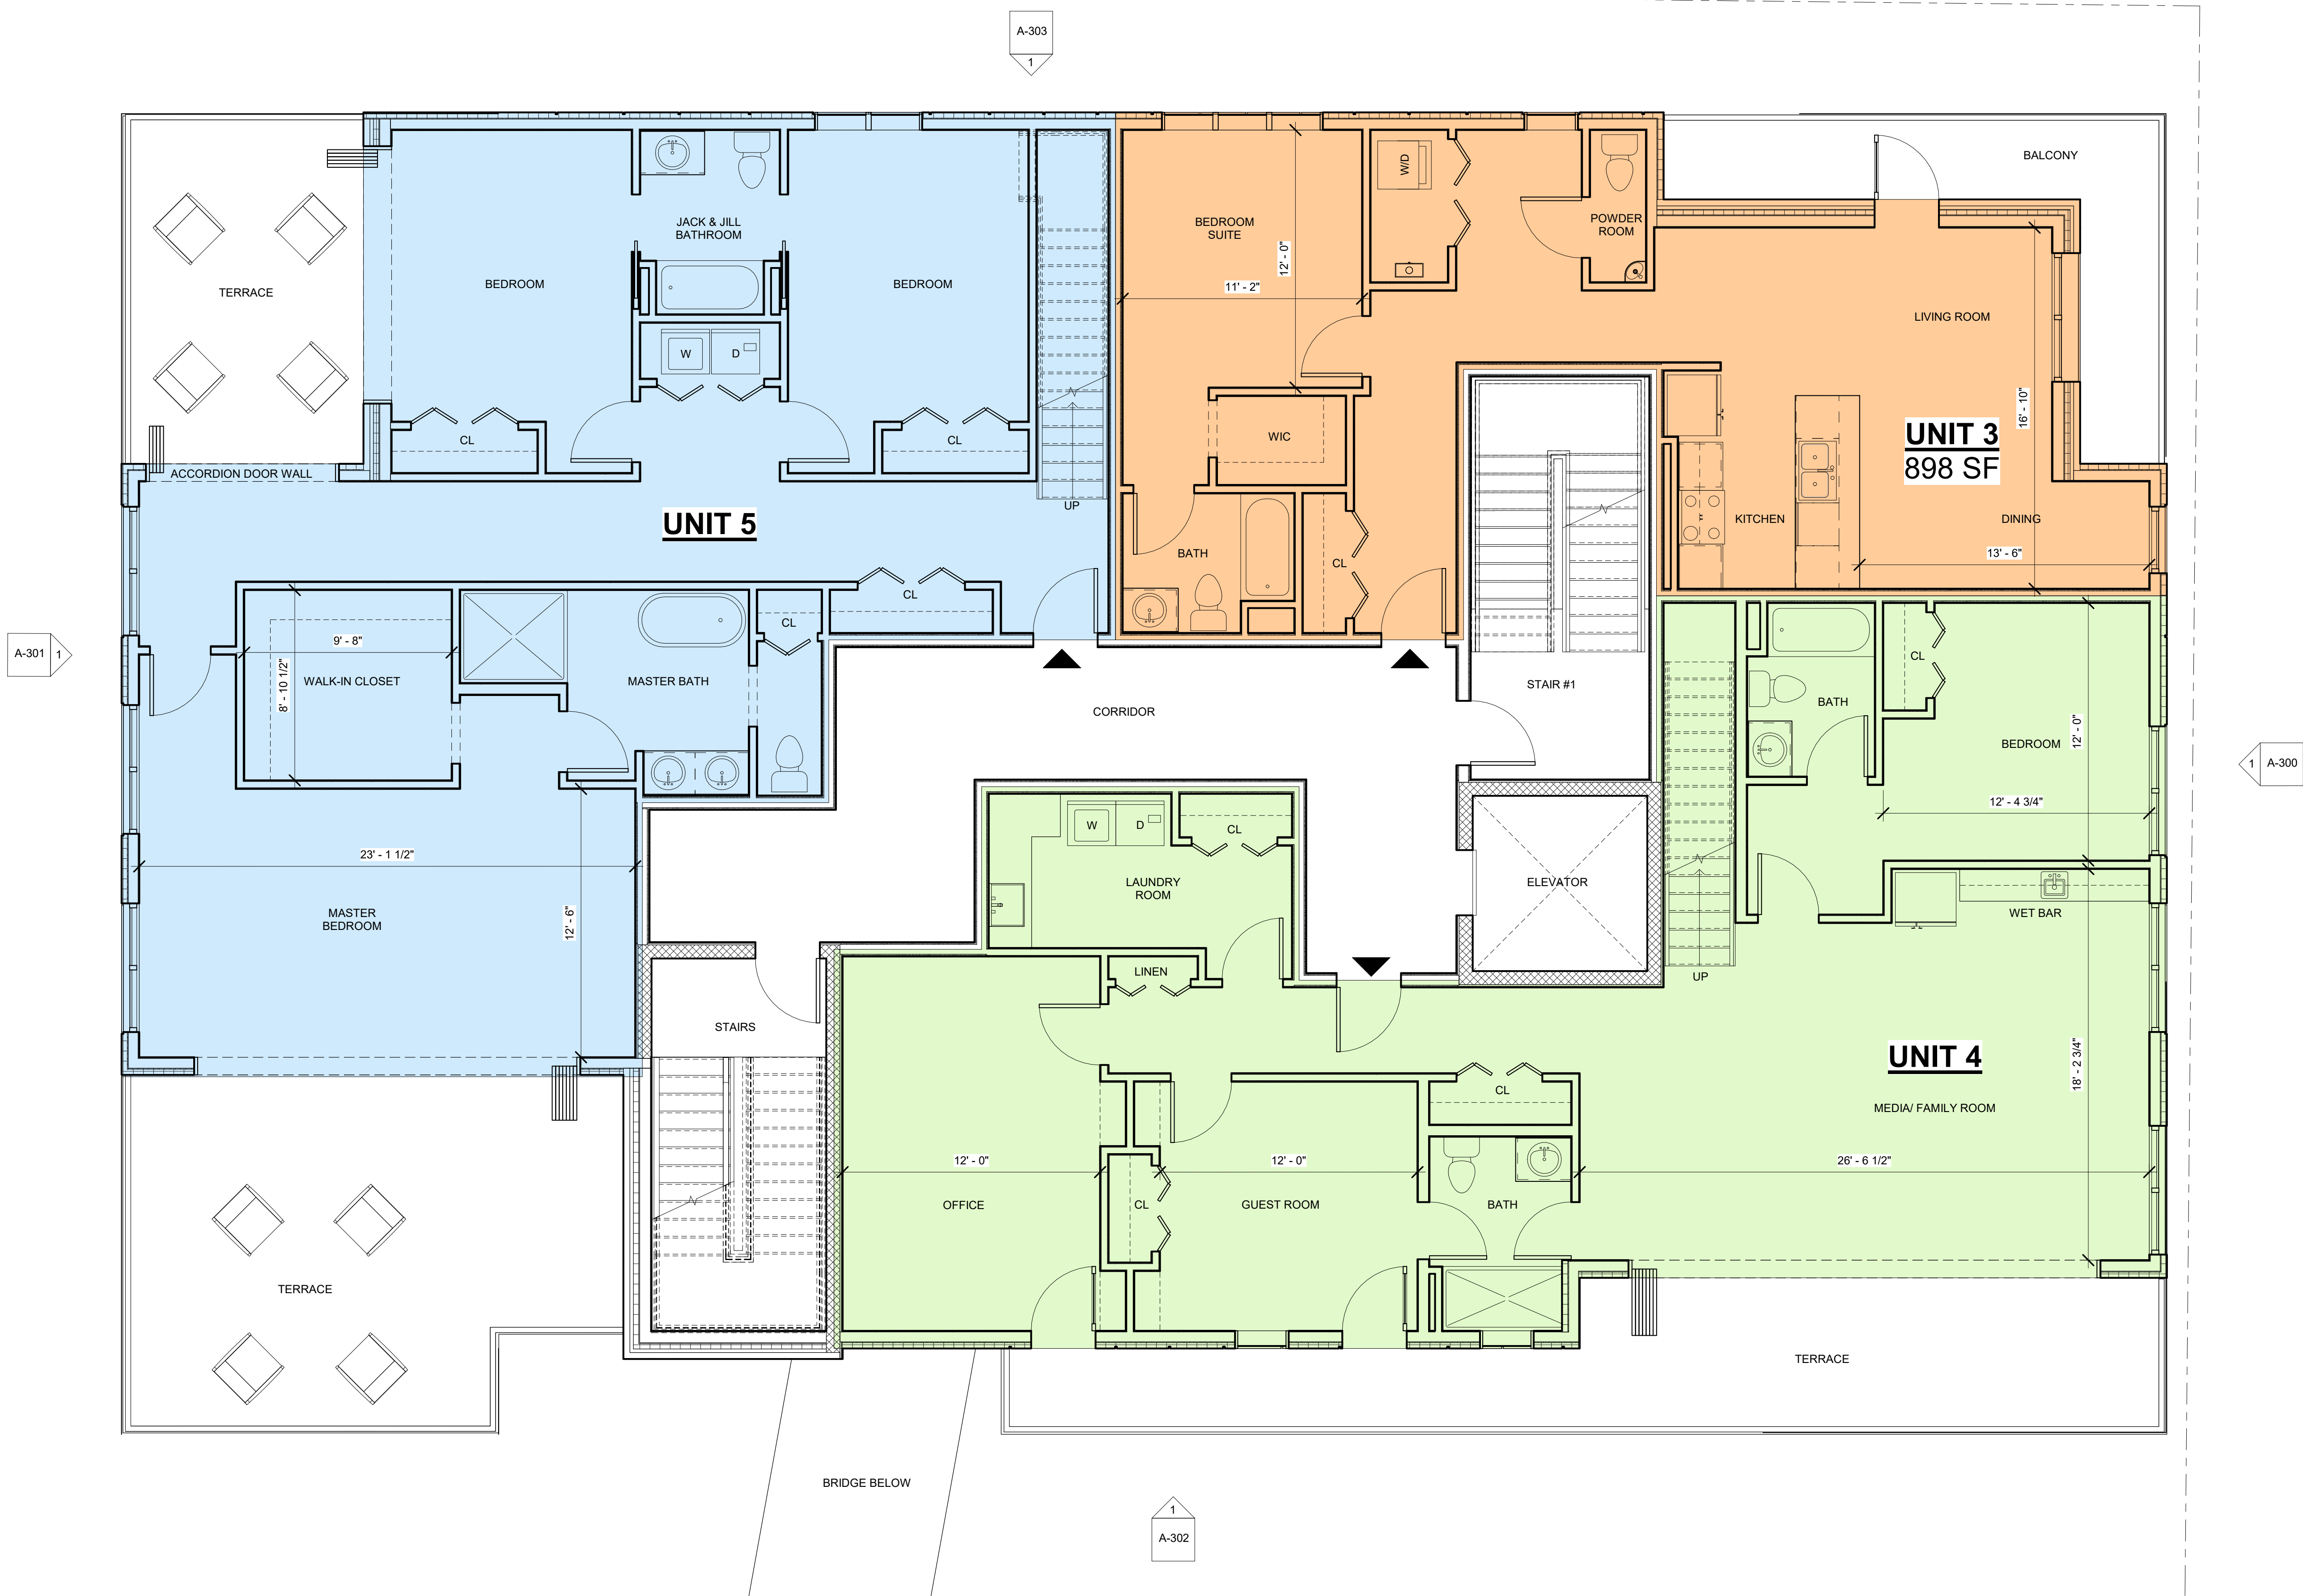 A-303
1
BALCONY
JACK & JILL
BATHROOM
BEDROOM
SUITE
W/D
POWDER
ROOM
12' - 0"
TERRACE
BEDROOM
BEDROOM
11' - 2"
LIVING ROOM
W
D
16' - 10"
CL
CL
WIC
UNIT 3
898 SF
ACCORDION DOOR WALL
UP
UNIT 5
KITCHEN
DINING
BATH
CL
13' - 6"
CL
CL
A-301
1
9' - 8"
8' - 10 1/2"
WALK-IN CLOSET
MASTER BATH
STAIR #1
CL
BATH
CORRIDOR
BEDROOM
12' - 0"
1
A-300
12' - 4 3/4"
W
D
CL
23' - 1 1/2"
LAUNDRY
ROOM
ELEVATOR
MASTER
BEDROOM
12' - 6"
WET BAR
LINEN
UP
STAIRS
UNIT 4
18' - 2 3/4"
CL
MEDIA/ FAMILY ROOM
12' - 0"
12' - 0"
26' - 6 1/2"
OFFICE
CL
GUEST ROOM
BATH
TERRACE
TERRACE
BRIDGE BELOW
1
A-302